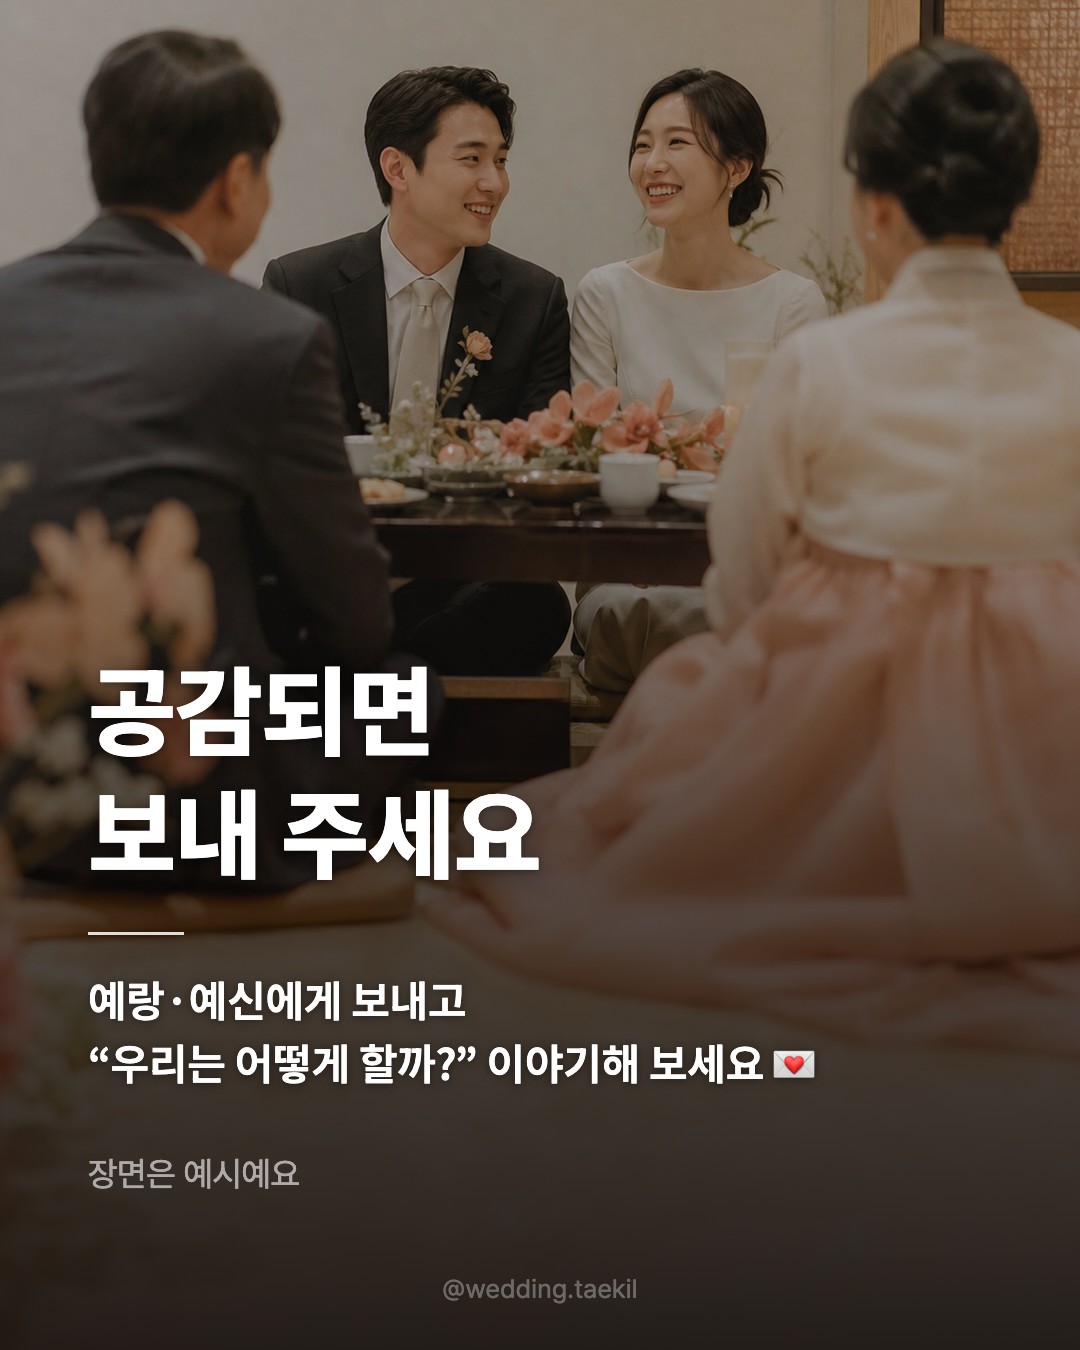 공감되면
보내 주세요
예랑·예신에게 보내고
“우리는 어떻게 할까?” 이야기해 보세요 💌
장면은 예시예요
@wedding.taekil